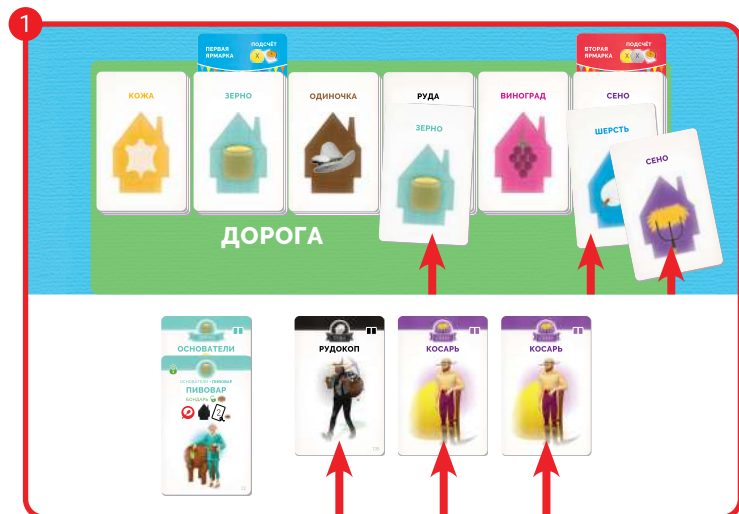 1
ПЕРВАЯ ЯРМАРКА
ПОДСЧЁТ
X
ВТОРАЯ ЯРМАРКА
ПОДСЧЁТ
X X
КОЖА
ЗЕРНО
ОДИНОЧКА
РУДА
ВИНОГРАД
СЕНО
ЗЕРНО
ШЕРСТЬ
СЕНО
ДОРОГА
ОСНОВАТЕЛИ
ОСНОВАТЕЛИ • ПИВОВАР
ПИВОВАР
БОНДАРЬ
?
РУДОКОП
КОСАРЬ
КОСАРЬ